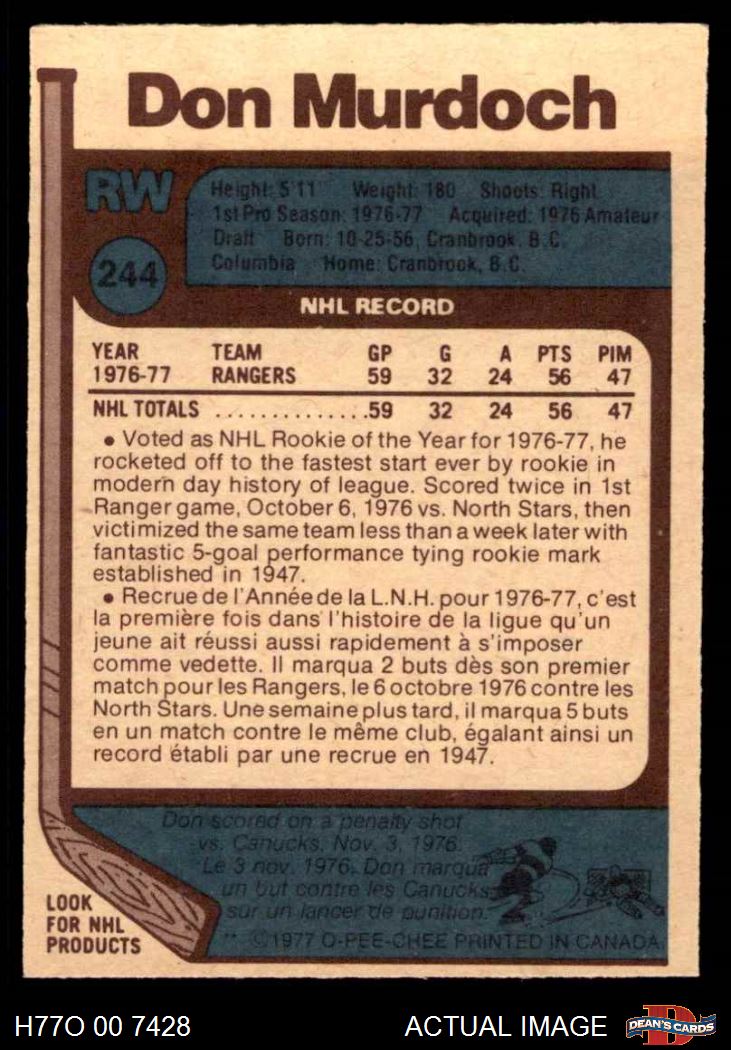 Don Murdoch
RW
Height: 5'11 Weight: 180 Shoots: Right
1st Pro Season: 1976-77 Acquired: 1976 Amateur
Draft Born: 10-25-56, Cranbrook, B.C.
Columbia Home: Cranbrook, B.C.
244
NHL RECORD
YEAR TEAM GP G A PTS PIM
1976-77 RANGERS 59 32 24 56 47
NHL TOTALS ..............59 32 24 56 47
• Voted as NHL Rookie of the Year for 1976-77, he
rocketed off to the fastest start ever by rookie in
modern day history of league. Scored twice in 1st
Ranger game, October 6, 1976 vs. North Stars, then
victimized the same team less than a week later with
fantastic 5-goal performance tying rookie mark
established in 1947.
• Recrue de l'Année de la L.N.H. pour 1976-77, c'est
la première fois dans l'histoire de la ligue qu'un
jeune ait réussi aussi rapidement à s'imposer
comme vedette. Il marqua 2 buts dès son premier
match pour les Rangers, le 6 octobre 1976 contre les
North Stars. Une semaine plus tard, il marqua 5 buts
en un match contre le même club, égalant ainsi un
record établi par une recrue en 1947.
Don scored on a penalty shot
vs. Canucks, Nov. 3, 1976.
Le 3 nov. 1976, Don marqua
un but contre les Canucks
sur un lancer de punition.
LOOK
FOR NHL
PRODUCTS
** ©1977 O-PEE-CHEE PRINTED IN CANADA
H77O 00 7428 ACTUAL IMAGE
D
DEAN'S CARDS